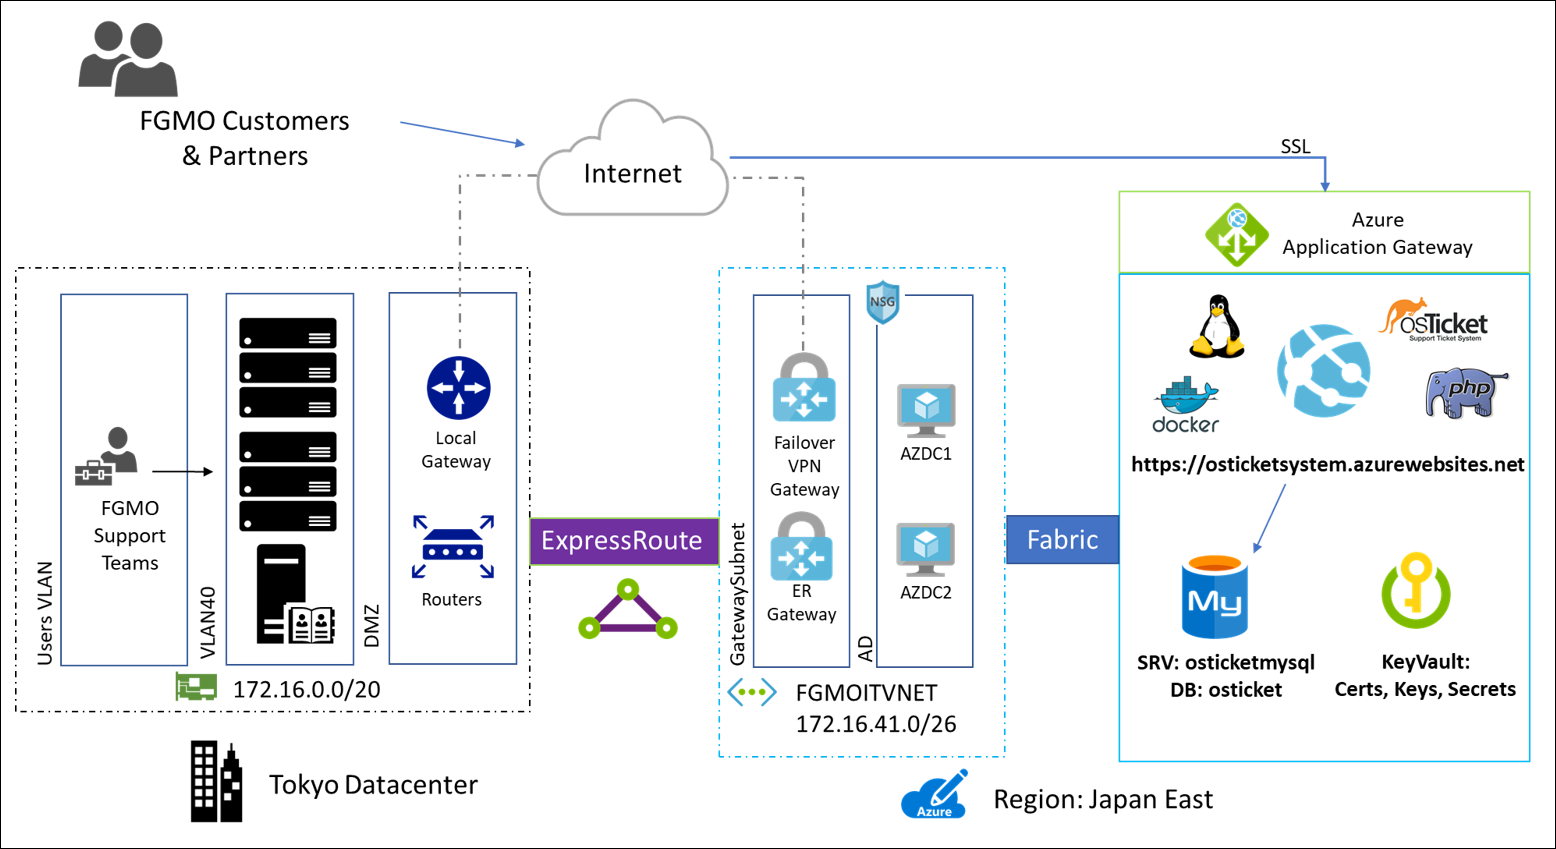 FGMO Customers
& Partners
Internet
SSL
Azure
Application Gateway
Users VLAN
FGMO
Support
Teams
VLAN40
DMZ
Local
Gateway
Routers
172.16.0.0/20
Tokyo Datacenter
ExpressRoute
GatewaySubnet
Failover
VPN
Gateway
ER
Gateway
AD
NSG
AZDC1
AZDC2
FGMOITVNET
172.16.41.0/26
Azure
Region: Japan East
Fabric
osTicket
Support Ticket System
docker
php
https://osticketsystem.azurewebsites.net
My
SRV: osticketmysql
DB: osticket
KeyVault:
Certs, Keys, Secrets